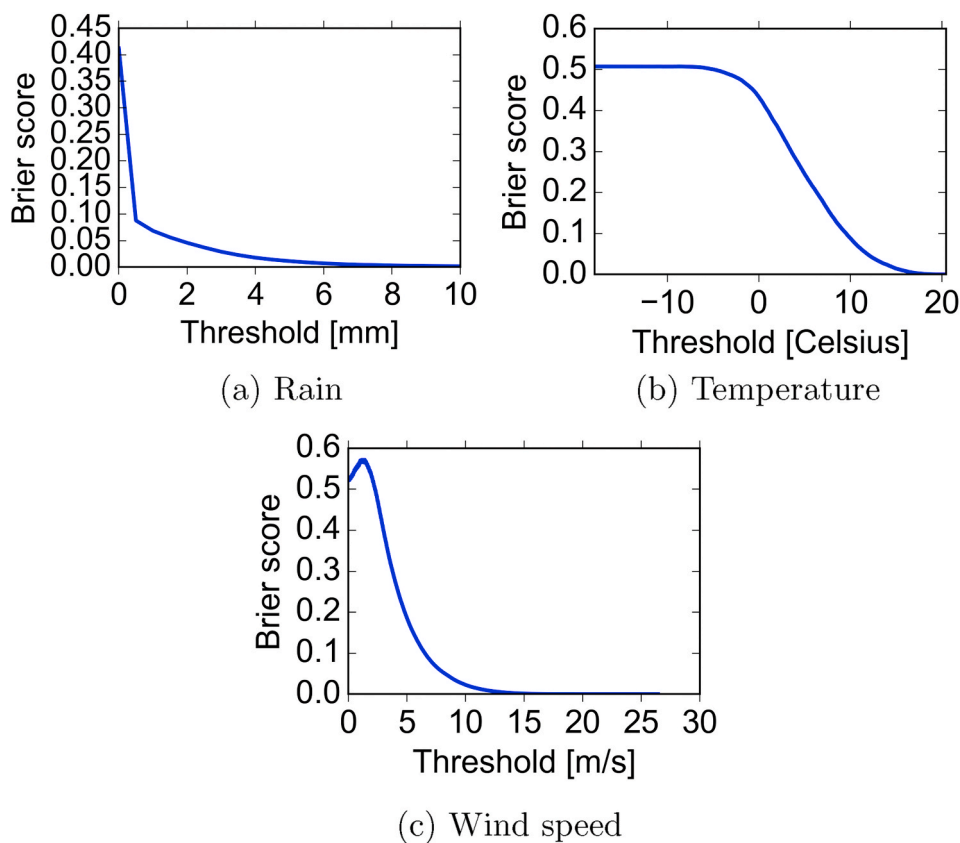 0.45
0.40
0.35
0.30
0.25
0.20
0.15
0.10
0.05
0.00
Brier score
0 2 4 6 8 10
Threshold [mm]
(a) Rain
0.6
0.5
0.4
0.3
0.2
0.1
0.0
Brier score
−10 0 10 20
Threshold [Celsius]
(b) Temperature
0.6
0.5
0.4
0.3
0.2
0.1
0.0
Brier score
0 5 10 15 20 25 30
Threshold [m/s]
(c) Wind speed